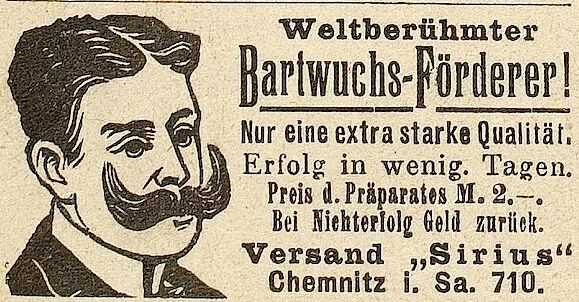 Weltberühmter
Bartwuchs-Förderer!
Nur eine extra starke Qualität.
Erfolg in wenig. Tagen.
Preis d. Präparates M. 2.–.
Bei Nichterfolg Geld zurück.
Versand „Sirius“
Chemnitz i. Sa. 710.